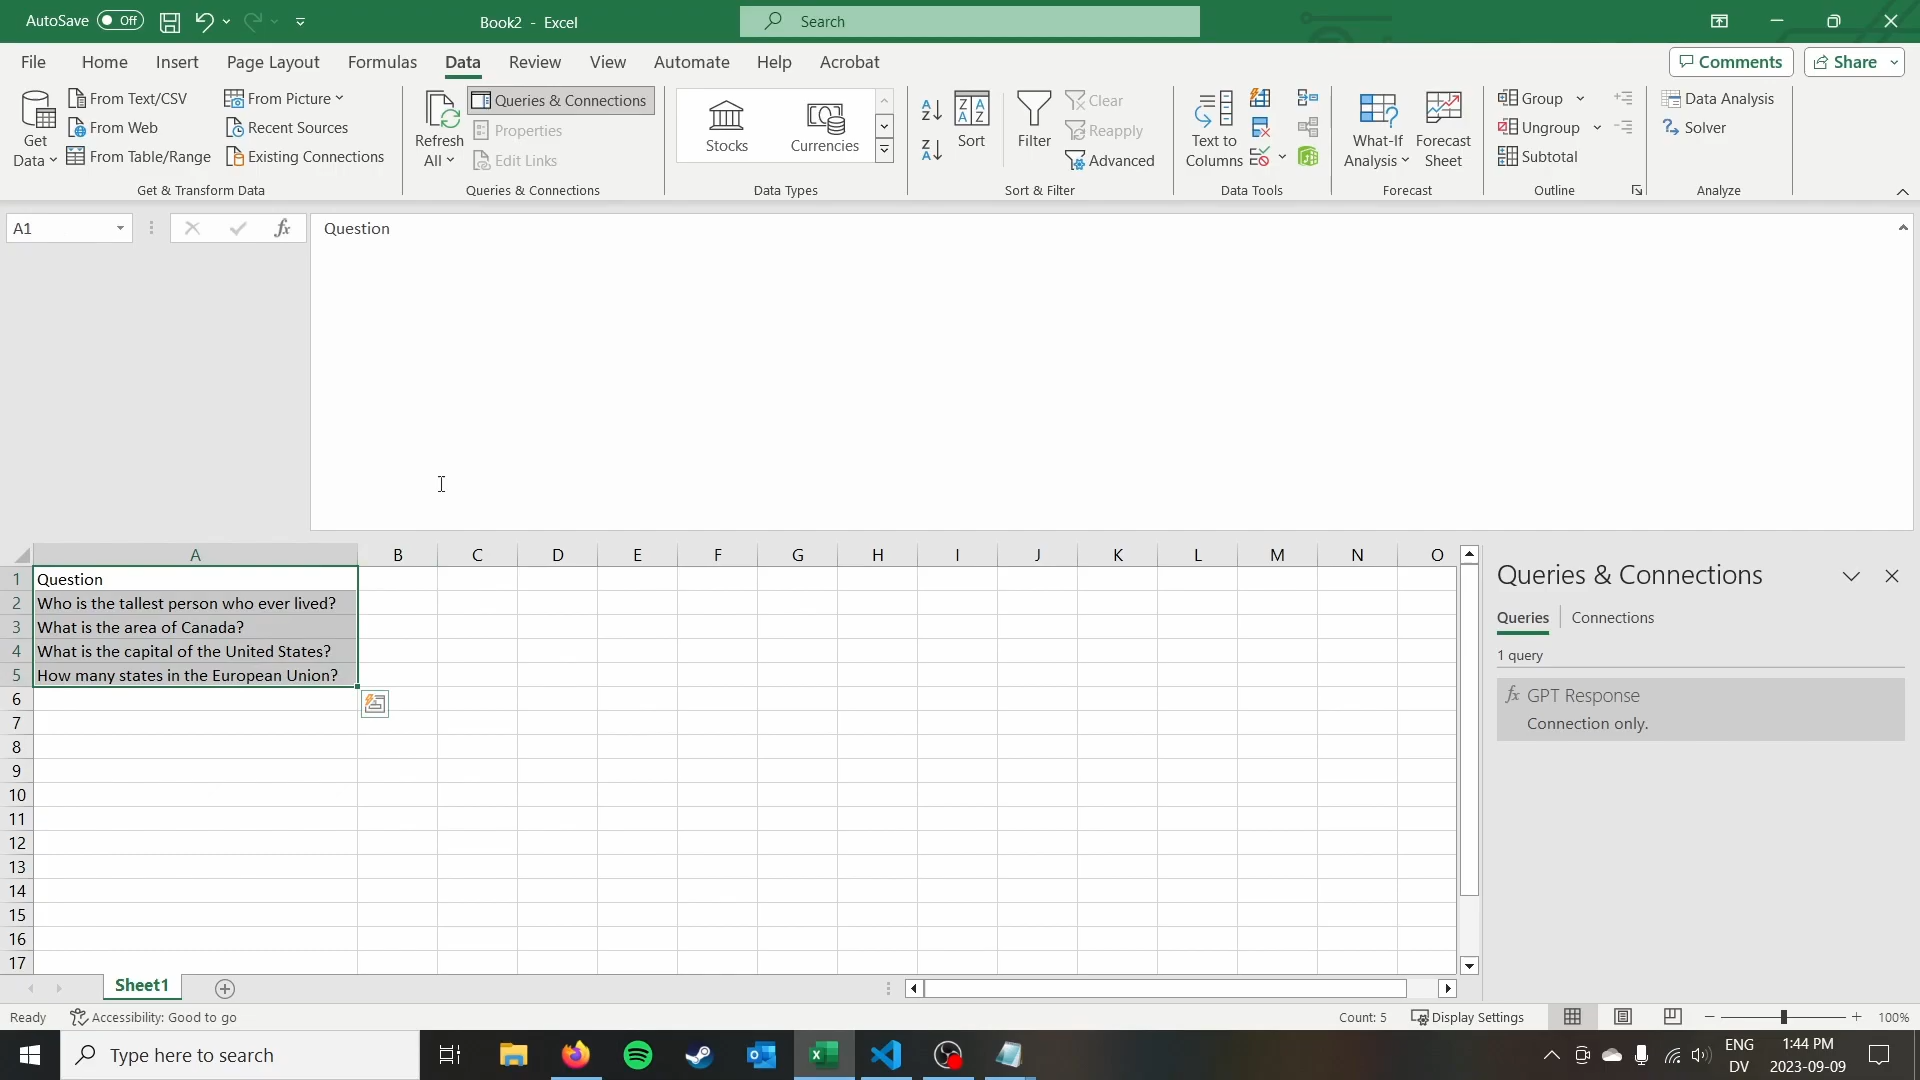 AutoSave Off
Book2 - Excel
Search
File Home Insert Page Layout Formulas Data Review View Automate Help Acrobat
Comments
Share
Get Data
From Text/CSV
From Web
From Table/Range
From Picture
Recent Sources
Existing Connections
Get & Transform Data
Refresh All
Queries & Connections
Properties
Edit Links
Queries & Connections
Stocks
Currencies
Data Types
Sort
Filter
Clear
Reapply
Advanced
Sort & Filter
Text to Columns
Data Tools
What-If Analysis
Forecast Sheet
Forecast
Group
Ungroup
Subtotal
Outline
Data Analysis
Solver
Analyze
A1
fx
Question
A B C D E F G H I J K L M N O
1 Question
2 Who is the tallest person who ever lived?
3 What is the area of Canada?
4 What is the capital of the United States?
5 How many states in the European Union?
6
7
8
9
10
11
12
13
14
15
16
17
Queries & Connections
Queries Connections
1 query
fx GPT Response
Connection only.
Sheet1
Ready
Accessibility: Good to go
Count: 5
Display Settings
100%
Type here to search
ENG
DV
1:44 PM
2023-09-09